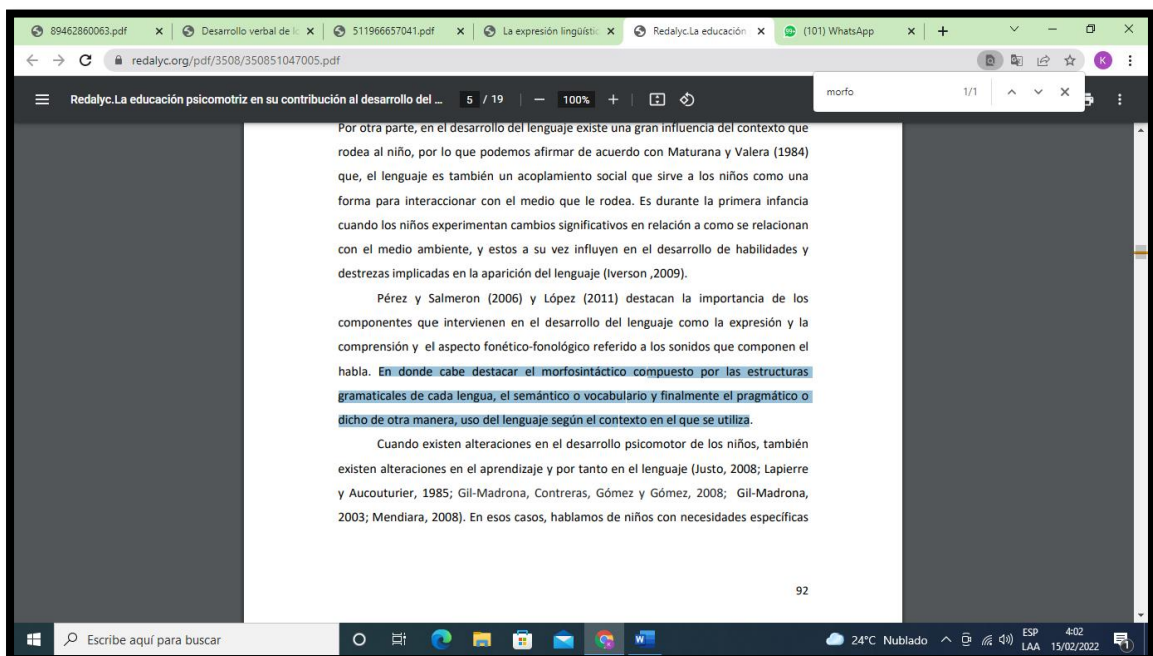 89462860063.pdf
Desarrollo verbal de l
511966657041.pdf
La expresión lingüístic
Redalyc.La educación
(101) WhatsApp
redalyc.org/pdf/3508/350851047005.pdf
K
Redalyc.La educación psicomotriz en su contribución al desarrollo del ...
5 / 19
100%
morfo
1/1
Por otra parte, en el desarrollo del lenguaje existe una gran influencia del contexto que
rodea al niño, por lo que podemos afirmar de acuerdo con Maturana y Valera (1984)
que, el lenguaje es también un acoplamiento social que sirve a los niños como una
forma para interaccionar con el medio que le rodea. Es durante la primera infancia
cuando los niños experimentan cambios significativos en relación a como se relacionan
con el medio ambiente, y estos a su vez influyen en el desarrollo de habilidades y
destrezas implicadas en la aparición del lenguaje (Iverson ,2009).
Pérez y Salmeron (2006) y López (2011) destacan la importancia de los
componentes que intervienen en el desarrollo del lenguaje como la expresión y la
comprensión y el aspecto fonético-fonológico referido a los sonidos que componen el
habla. En donde cabe destacar el morfosintáctico compuesto por las estructuras
gramaticales de cada lengua, el semántico o vocabulario y finalmente el pragmático o
dicho de otra manera, uso del lenguaje según el contexto en el que se utiliza.
Cuando existen alteraciones en el desarrollo psicomotor de los niños, también
existen alteraciones en el aprendizaje y por tanto en el lenguaje (Justo, 2008; Lapierre
y Aucouturier, 1985; Gil-Madrona, Contreras, Gómez y Gómez, 2008; Gil-Madrona,
2003; Mendiara, 2008). En esos casos, hablamos de niños con necesidades específicas
92
Escribe aquí para buscar
24°C Nublado
ESP
LAA
4:02
15/02/2022